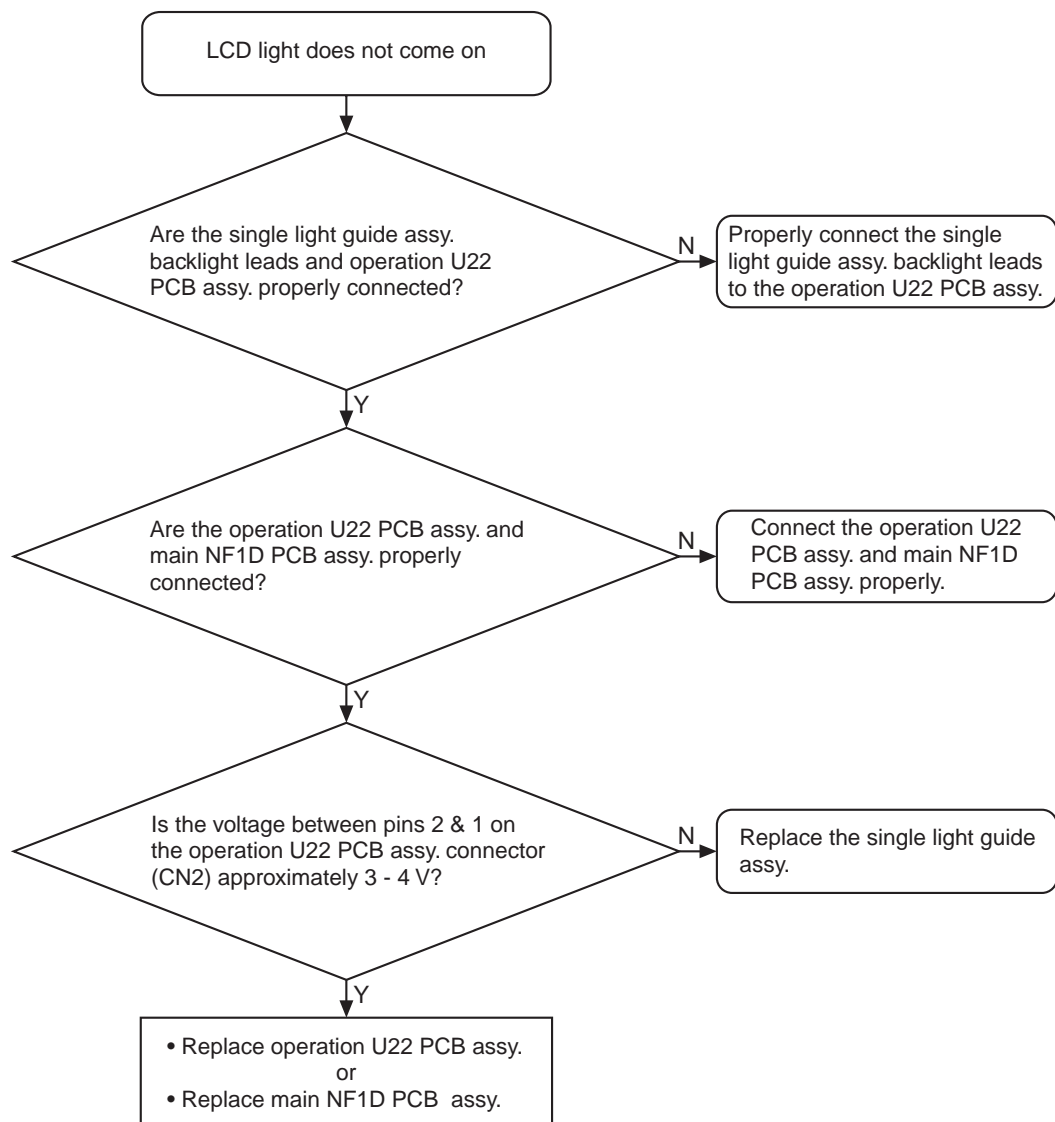 LCD light does not come on
Are the single light guide assy.
backlight leads and operation U22
PCB assy. properly connected?
N
Properly connect the single
light guide assy. backlight leads
to the operation U22 PCB assy.
Y
Are the operation U22 PCB assy. and
main NF1D PCB assy. properly
connected?
N
Connect the operation U22
PCB assy. and main NF1D
PCB assy. properly.
Y
Is the voltage between pins 2 & 1 on
the operation U22 PCB assy. connector
(CN2) approximately 3 - 4 V?
N
Replace the single light guide
assy.
Y
• Replace operation U22 PCB assy.
or
• Replace main NF1D PCB assy.